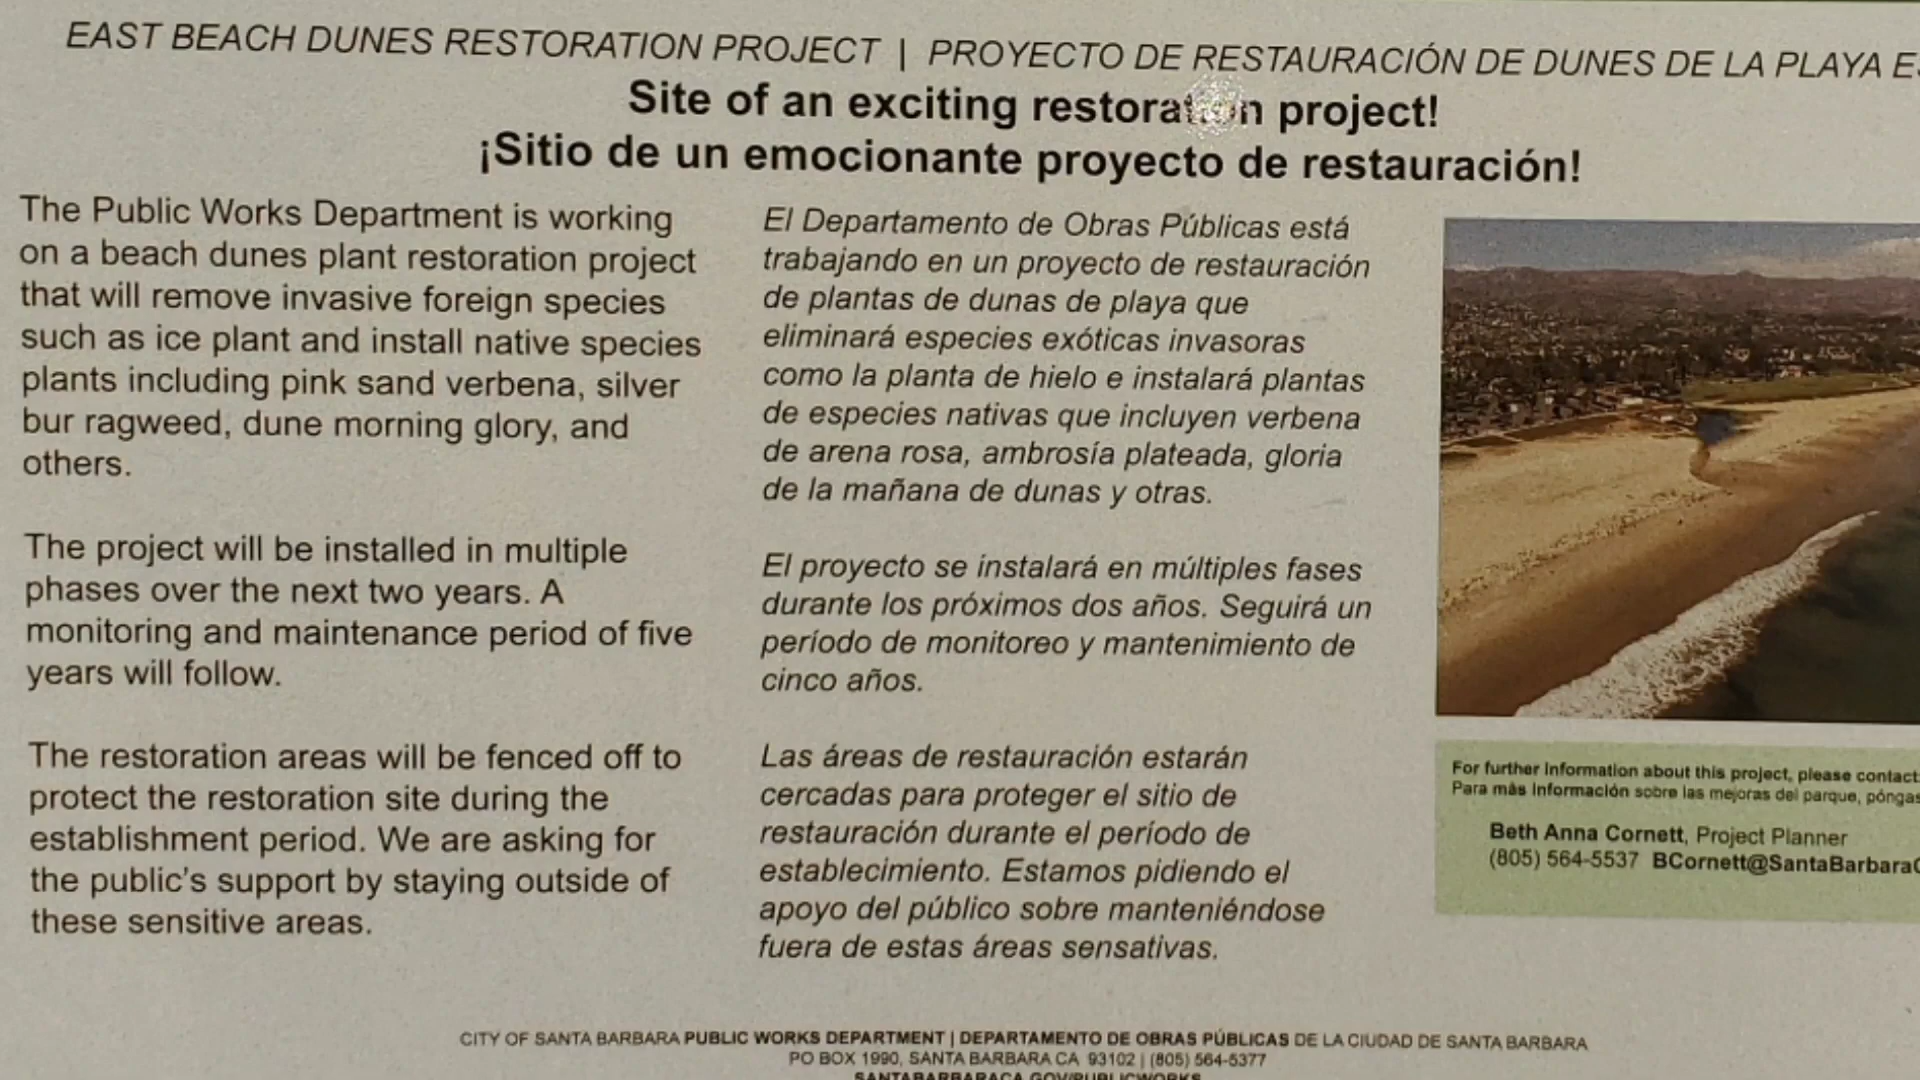 EAST BEACH DUNES RESTORATION PROJECT | PROYECTO DE RESTAURACIÓN DE DUNES DE LA PLAYA
Site of an exciting restoration project!
¡Sitio de un emocionante proyecto de restauración!
The Public Works Department is working
on a beach dunes plant restoration project
that will remove invasive foreign species
such as ice plant and install native species
plants including pink sand verbena, silver
bur ragweed, dune morning glory, and
others.
The project will be installed in multiple
phases over the next two years. A
monitoring and maintenance period of five
years will follow.
The restoration areas will be fenced off to
protect the restoration site during the
establishment period. We are asking for
the public's support by staying outside of
these sensitive areas.
El Departamento de Obras Públicas está
trabajando en un proyecto de restauración
de plantas de dunas de playa que
eliminará especies exóticas invasoras
como la planta de hielo e instalará plantas
de especies nativas que incluyen verbena
de arena rosa, ambrosía plateada, gloria
de la mañana de dunas y otras.
El proyecto se instalará en múltiples fases
durante los próximos dos años. Seguirá un
período de monitoreo y mantenimiento de
cinco años.
Las áreas de restauración estarán
cercadas para proteger el sitio de
restauración durante el período de
establecimiento. Estamos pidiendo el
apoyo del público sobre manteniéndose
fuera de estas áreas sensativas.
For further Information about this project, please contact:
Para más Información sobre las mejoras del parque,
Beth Anna Cornett, Project Planner
(805) 564-5537
CITY OF SANTA BARBARA PUBLIC WORKS DEPARTMENT | DEPARTAMENTO DE OBRAS PÚBLICAS DE LA CIUDAD DE SANTA BARBARA
PO BOX 1990, SANTA BARBARA CA 93102 | (805) 564-5377
SANTABARBARACA.GOV/PUBLICWORKS